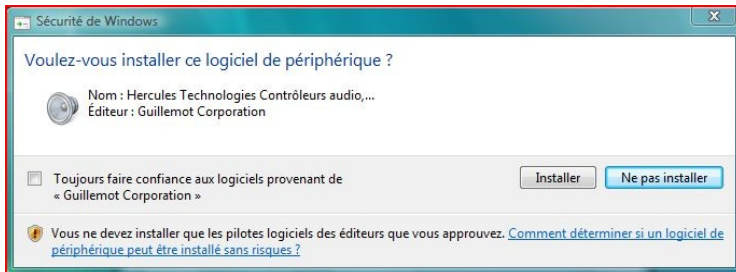 Sécurité de Windows
Voulez-vous installer ce logiciel de périphérique ?
Nom : Hercules Technologies Contrôleurs audio,...
Éditeur : Guillemot Corporation
Toujours faire confiance aux logiciels provenant de
« Guillemot Corporation »
Installer
Ne pas installer
Vous ne devez installer que les pilotes logiciels des éditeurs que vous approuvez. Comment déterminer si un logiciel de
périphérique peut être installé sans risques ?